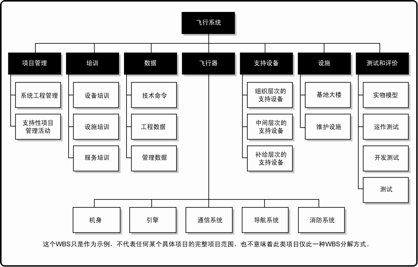 飞行系统
项目管理
培训
数据
飞行器
支持设备
设施
测试和评价
系统工程管理
支持性项目
管理活动
设备培训
设施培训
服务培训
技术命令
工程数据
管理数据
组织层次的
支持设备
中间层次的
支持设备
补给层次的
支持设备
基地大楼
维护设施
实物模型
运作测试
开发测试
测试
机身
引擎
通信系统
导航系统
消防系统
这个WBS只是作为示例，不代表任何某个具体项目的完整项目范围，也不意味着此类项目仅此一种WBS分解方式。